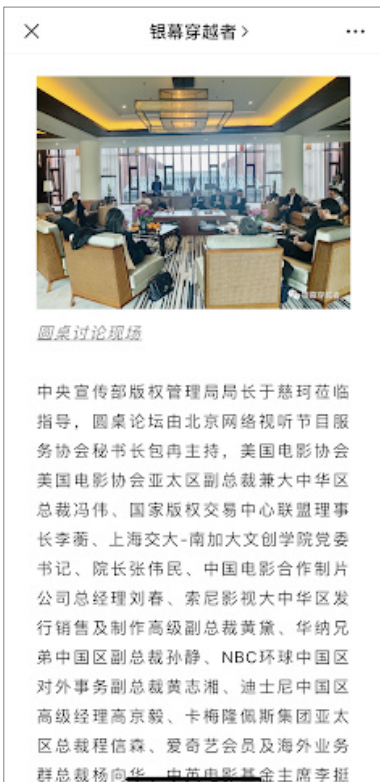 银幕穿越者
圆桌讨论现场
中央宣传部版权管理局局长于慈珂莅临
指导，圆桌论坛由北京网络视听节目服
务协会秘书长包冉主持，美国电影协会
美国电影协会亚太区副总裁兼大中华区
总裁冯伟、国家版权交易中心联盟理事
长李蘅、上海交大-南加大文创学院党委
书记、院长张伟民、中国电影合作制片
公司总经理刘春、索尼影视大中华区发
行销售及制作高级副总裁黄黛、华纳兄
弟中国区副总裁孙静、NBC环球中国区
对外事务副总裁黄志湘、迪士尼中国区
高级经理高京毅、卡梅隆佩斯集团亚太
区总裁程信森、爱奇艺会员及海外业务
群总裁杨向华、中英电影基金主席李挺